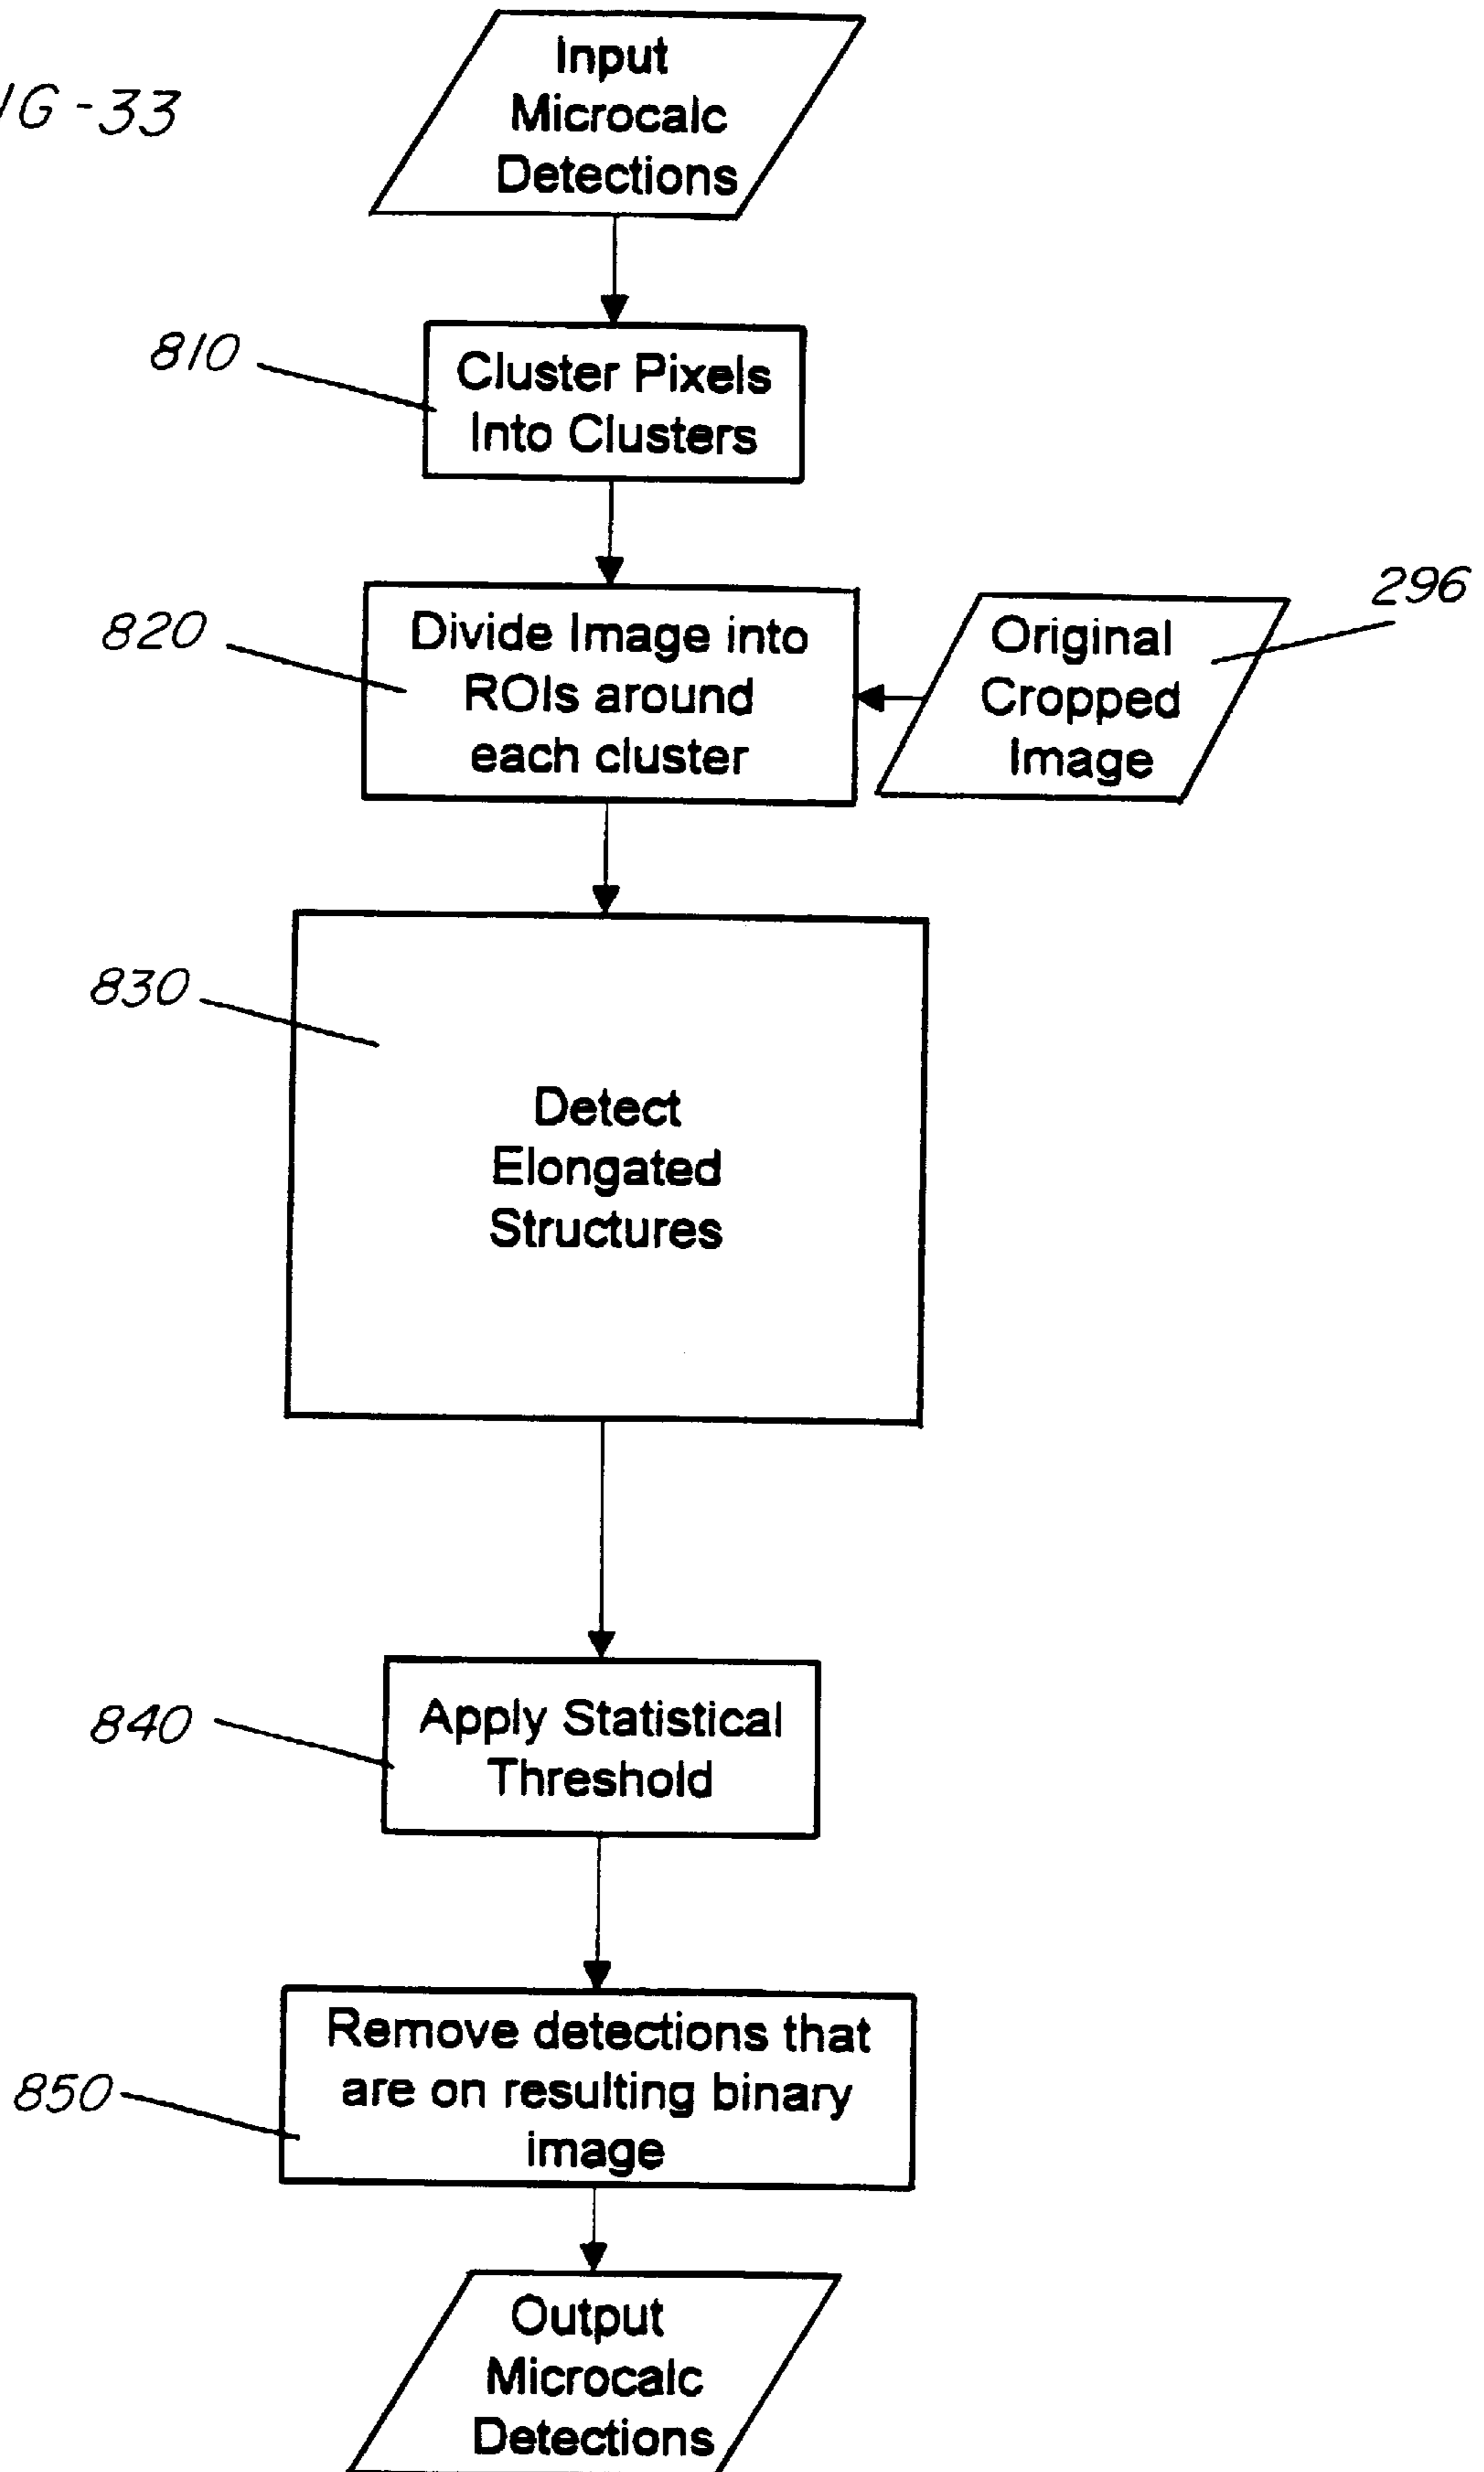 IG-33
Input
Microcalc
Detections
810
Cluster Pixels
Into Clusters
820
Divide Image into
ROIs around
each cluster
296
Original
Cropped
Image
830
Detect
Elongated
Structures
840
Apply Statistical
Threshold
850
Remove detections that
are on resulting binary
image
Output
Microcalc
Detections